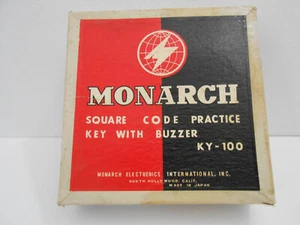 MONARCH
SQUARE CODE PRACTICE
KEY WITH BUZZER
KY-100
MONARCH ELECTRONICS INTERNATIONAL, INC.
NORTH HOLLYWOOD, CALIF.
MADE IN JAPAN